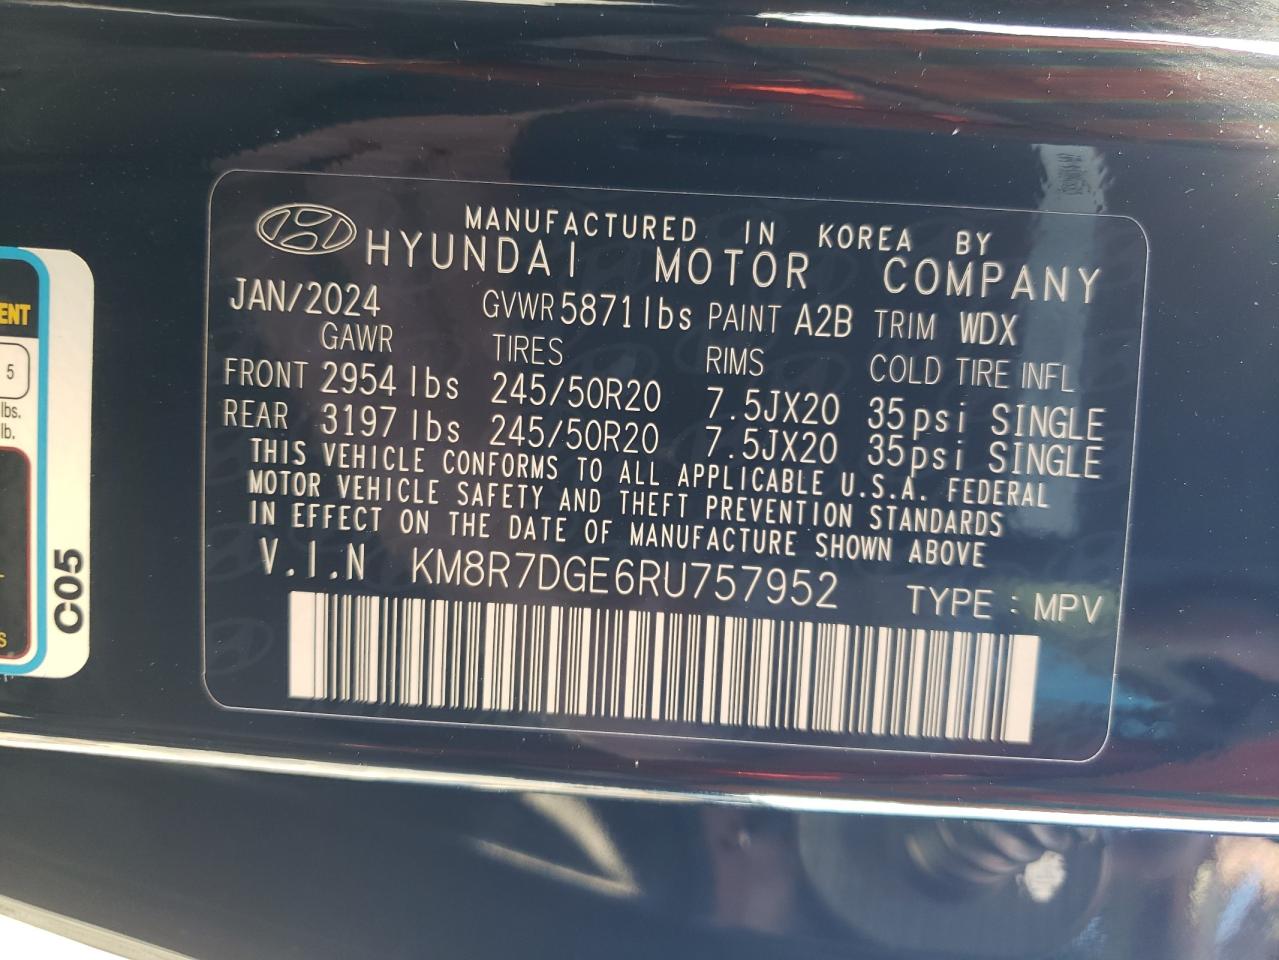 MANUFACTURED IN KOREA BY
HYUNDAI MOTOR COMPANY
JAN/2024 GVWR 5871 lbs PAINT A2B TRIM WDX
GAWR TIRES RIMS COLD TIRE INFL
FRONT 2954 lbs 245/50R20 7.5JX20 35psi SINGLE
REAR 3197 lbs 245/50R20 7.5JX20 35psi SINGLE
THIS VEHICLE CONFORMS TO ALL APPLICABLE U.S.A. FEDERAL
MOTOR VEHICLE SAFETY AND THEFT PREVENTION STANDARDS
IN EFFECT ON THE DATE OF MANUFACTURE SHOWN ABOVE
V.I.N KM8R7DGE6RU757952 TYPE : MPV
5
lbs.
lb.
C05